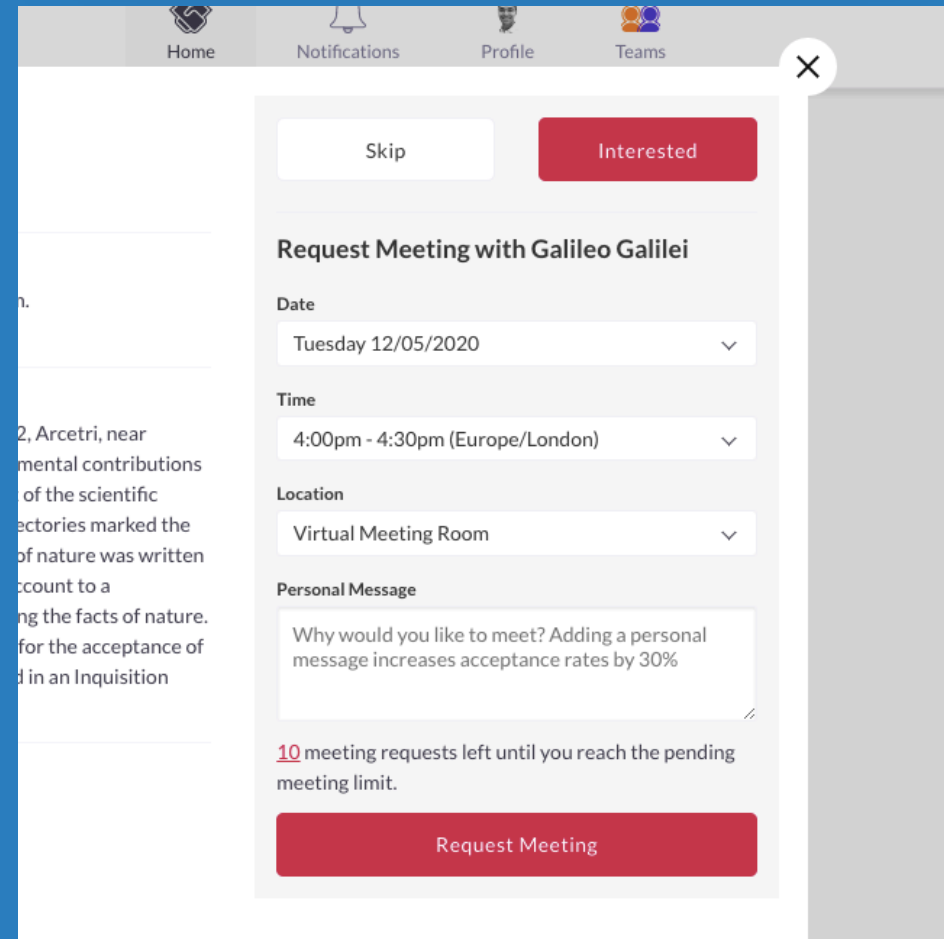 Home
Notifications
Profile
Teams
Skip
Interested
Request Meeting with Galileo Galilei
Date
Tuesday 12/05/2020
Time
4:00pm - 4:30pm (Europe/London)
Location
Virtual Meeting Room
Personal Message
Why would you like to meet? Adding a personal
message increases acceptance rates by 30%
10 meeting requests left until you reach the pending
meeting limit.
Request Meeting
2, Arcetri, near
mental contributions
of the scientific
ectories marked the
of nature was written
ccount to a
ng the facts of nature.
for the acceptance of
d in an Inquisition